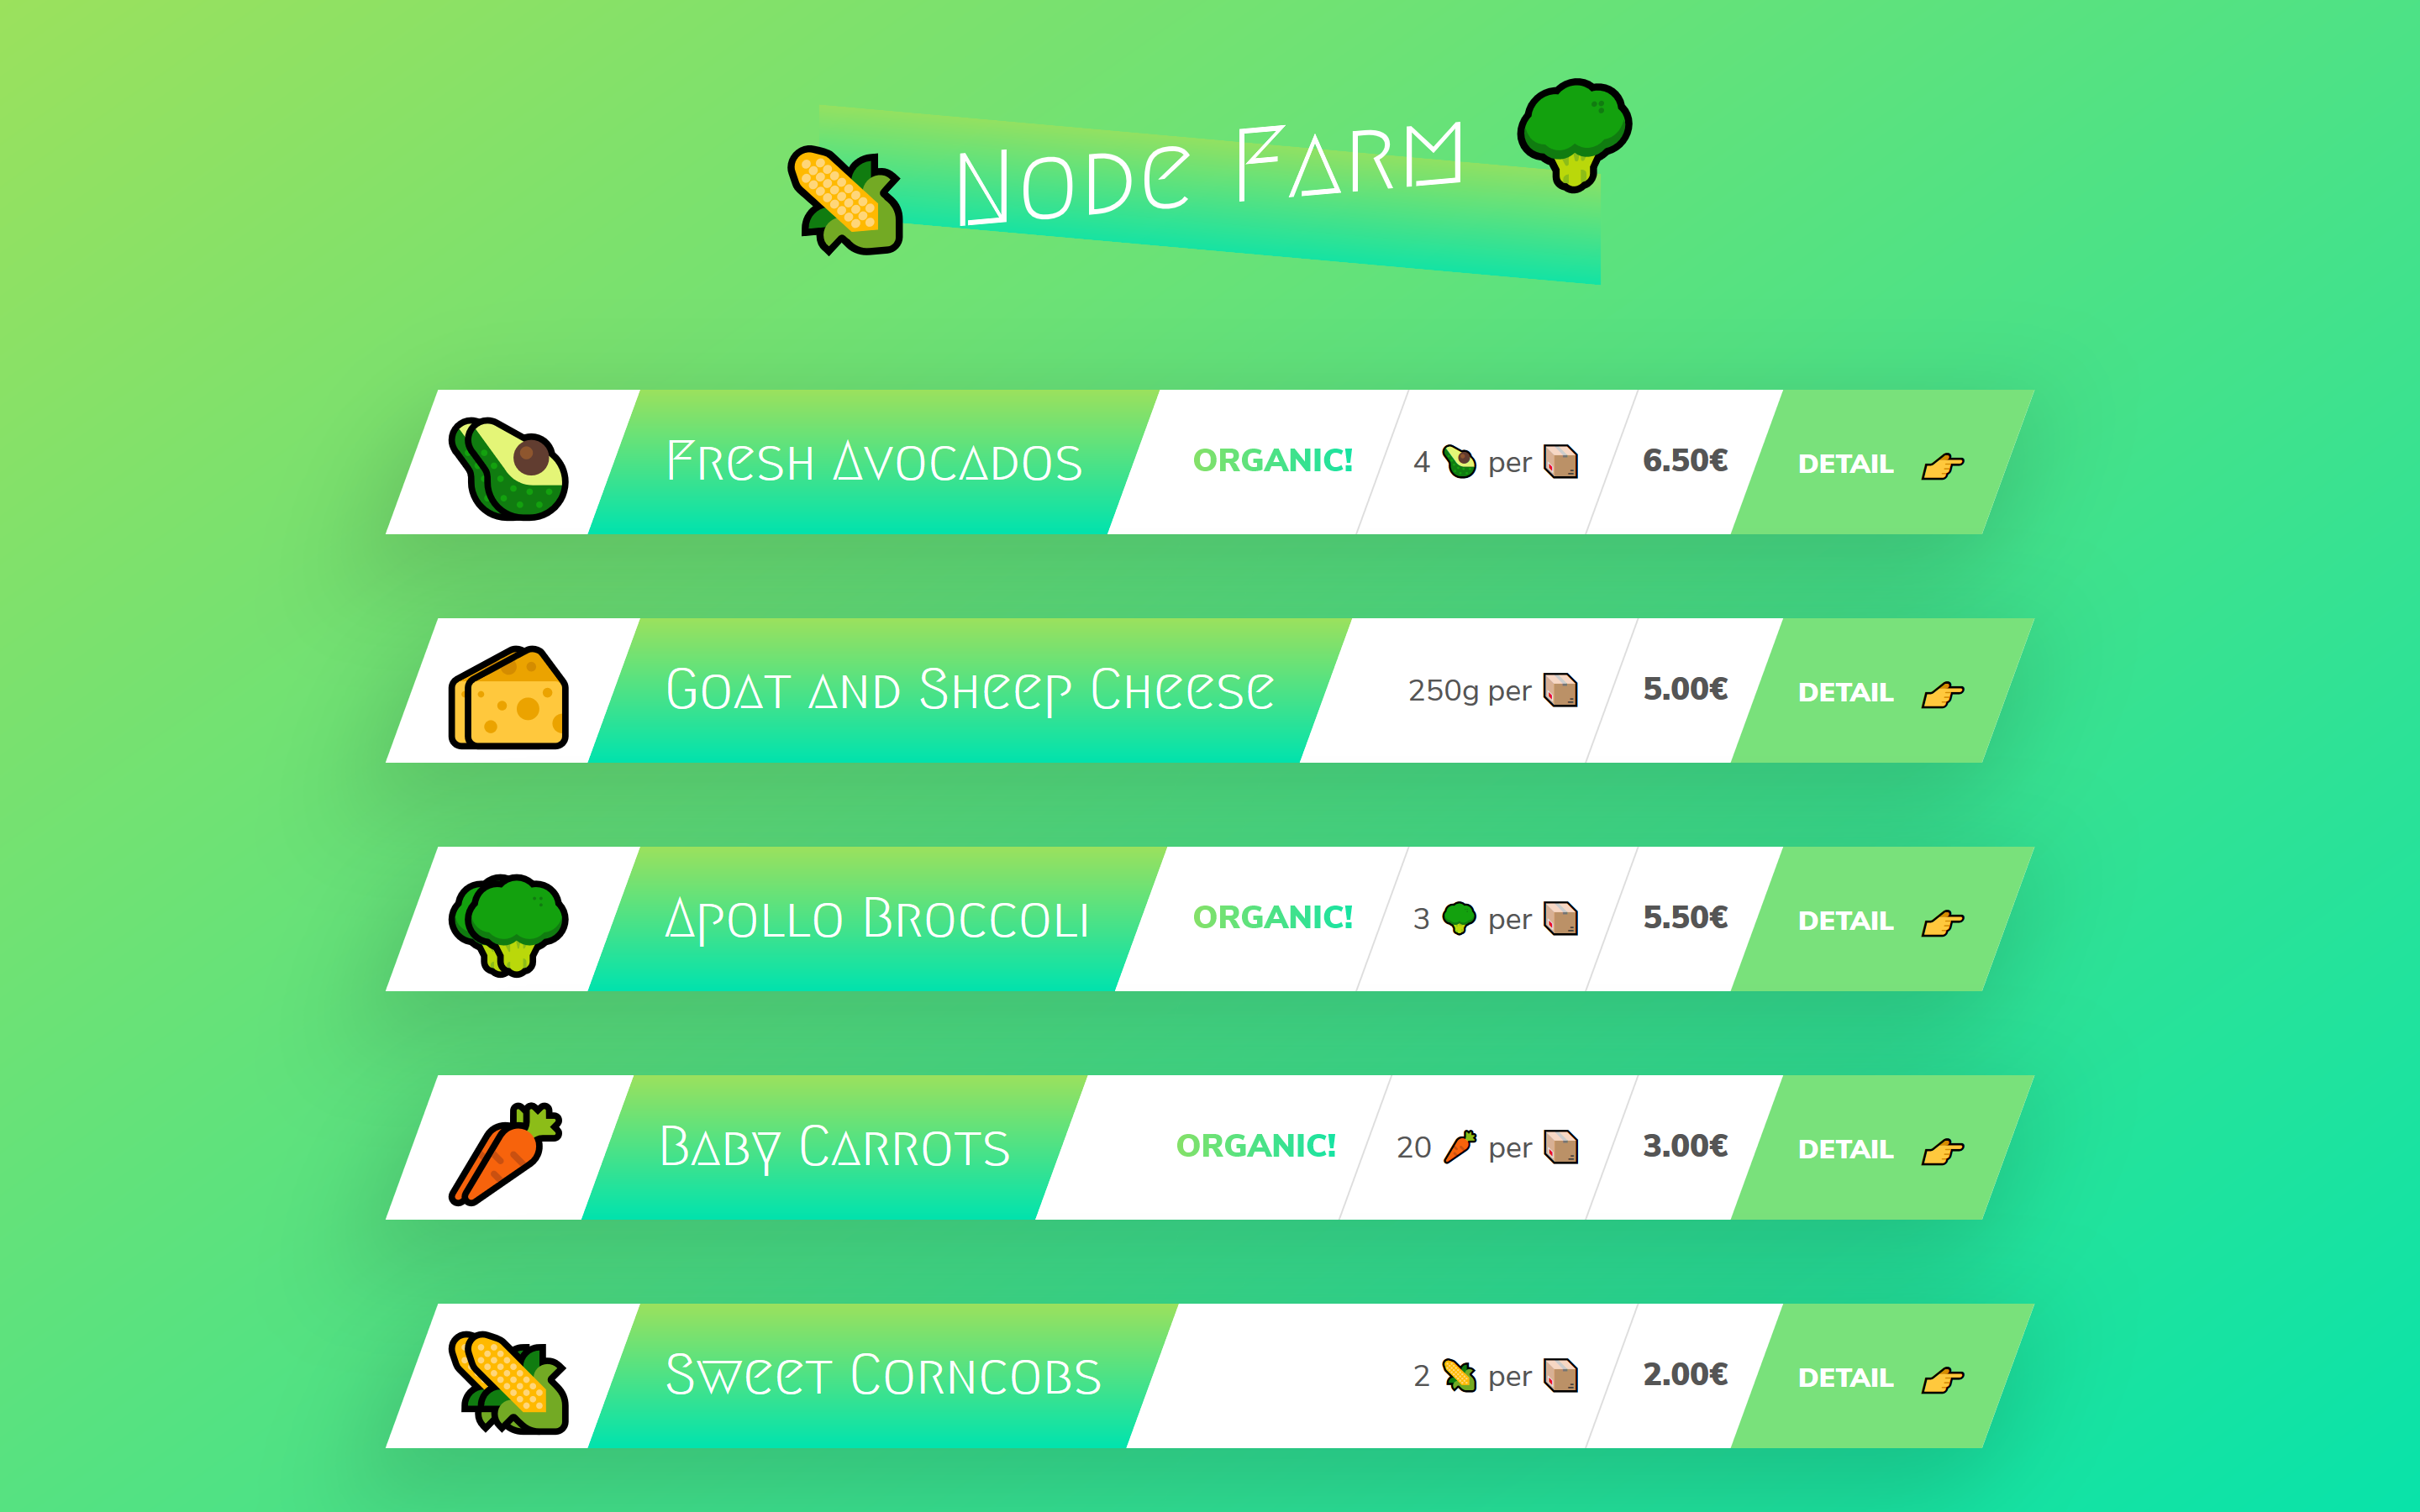 Node Farm
Fresh Avocados ORGANIC! 4 🥑 per 📦 6.50€ DETAIL 👉
Goat and Sheep Cheese 250g per 📦 5.00€ DETAIL 👉
Apollo Broccoli ORGANIC! 3 🥦 per 📦 5.50€ DETAIL 👉
Baby Carrots ORGANIC! 20 🥕 per 📦 3.00€ DETAIL 👉
Sweet Corncobs 2 🌽 per 📦 2.00€ DETAIL 👉